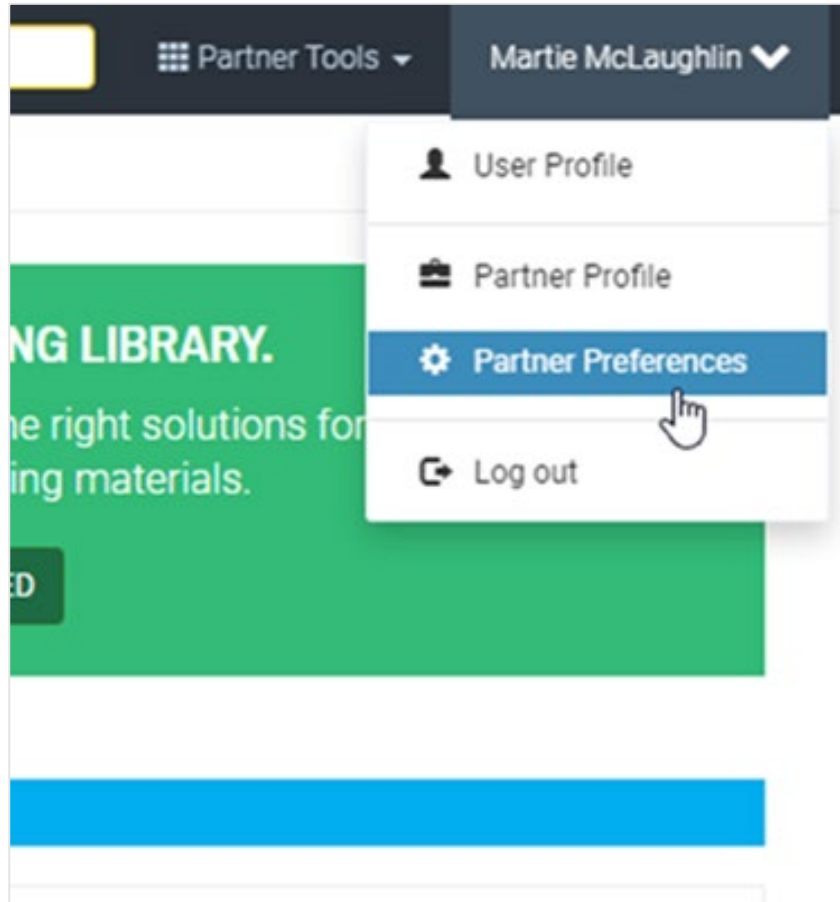 Partner Tools
Martie McLaughlin
User Profile
Partner Profile
Partner Preferences
Log out
NG LIBRARY.
e right solutions for
ing materials.
ED